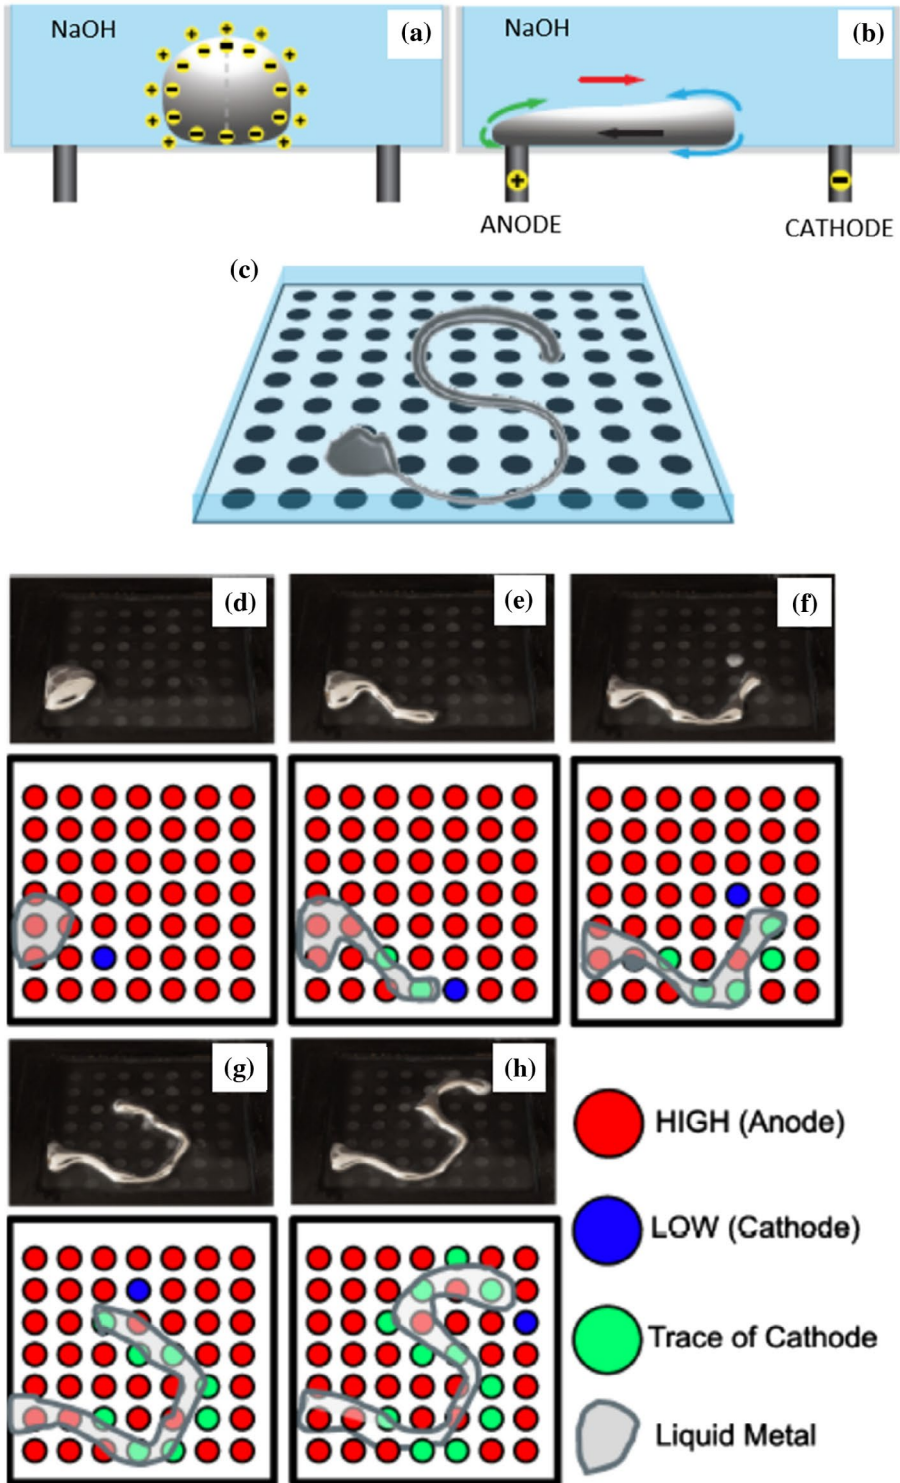 NaOH
(a)
NaOH
(b)
ANODE
CATHODE
(c)
(d)
(e)
(f)
(g)
(h)
HIGH (Anode)
LOW (Cathode)
Trace of Cathode
Liquid Metal